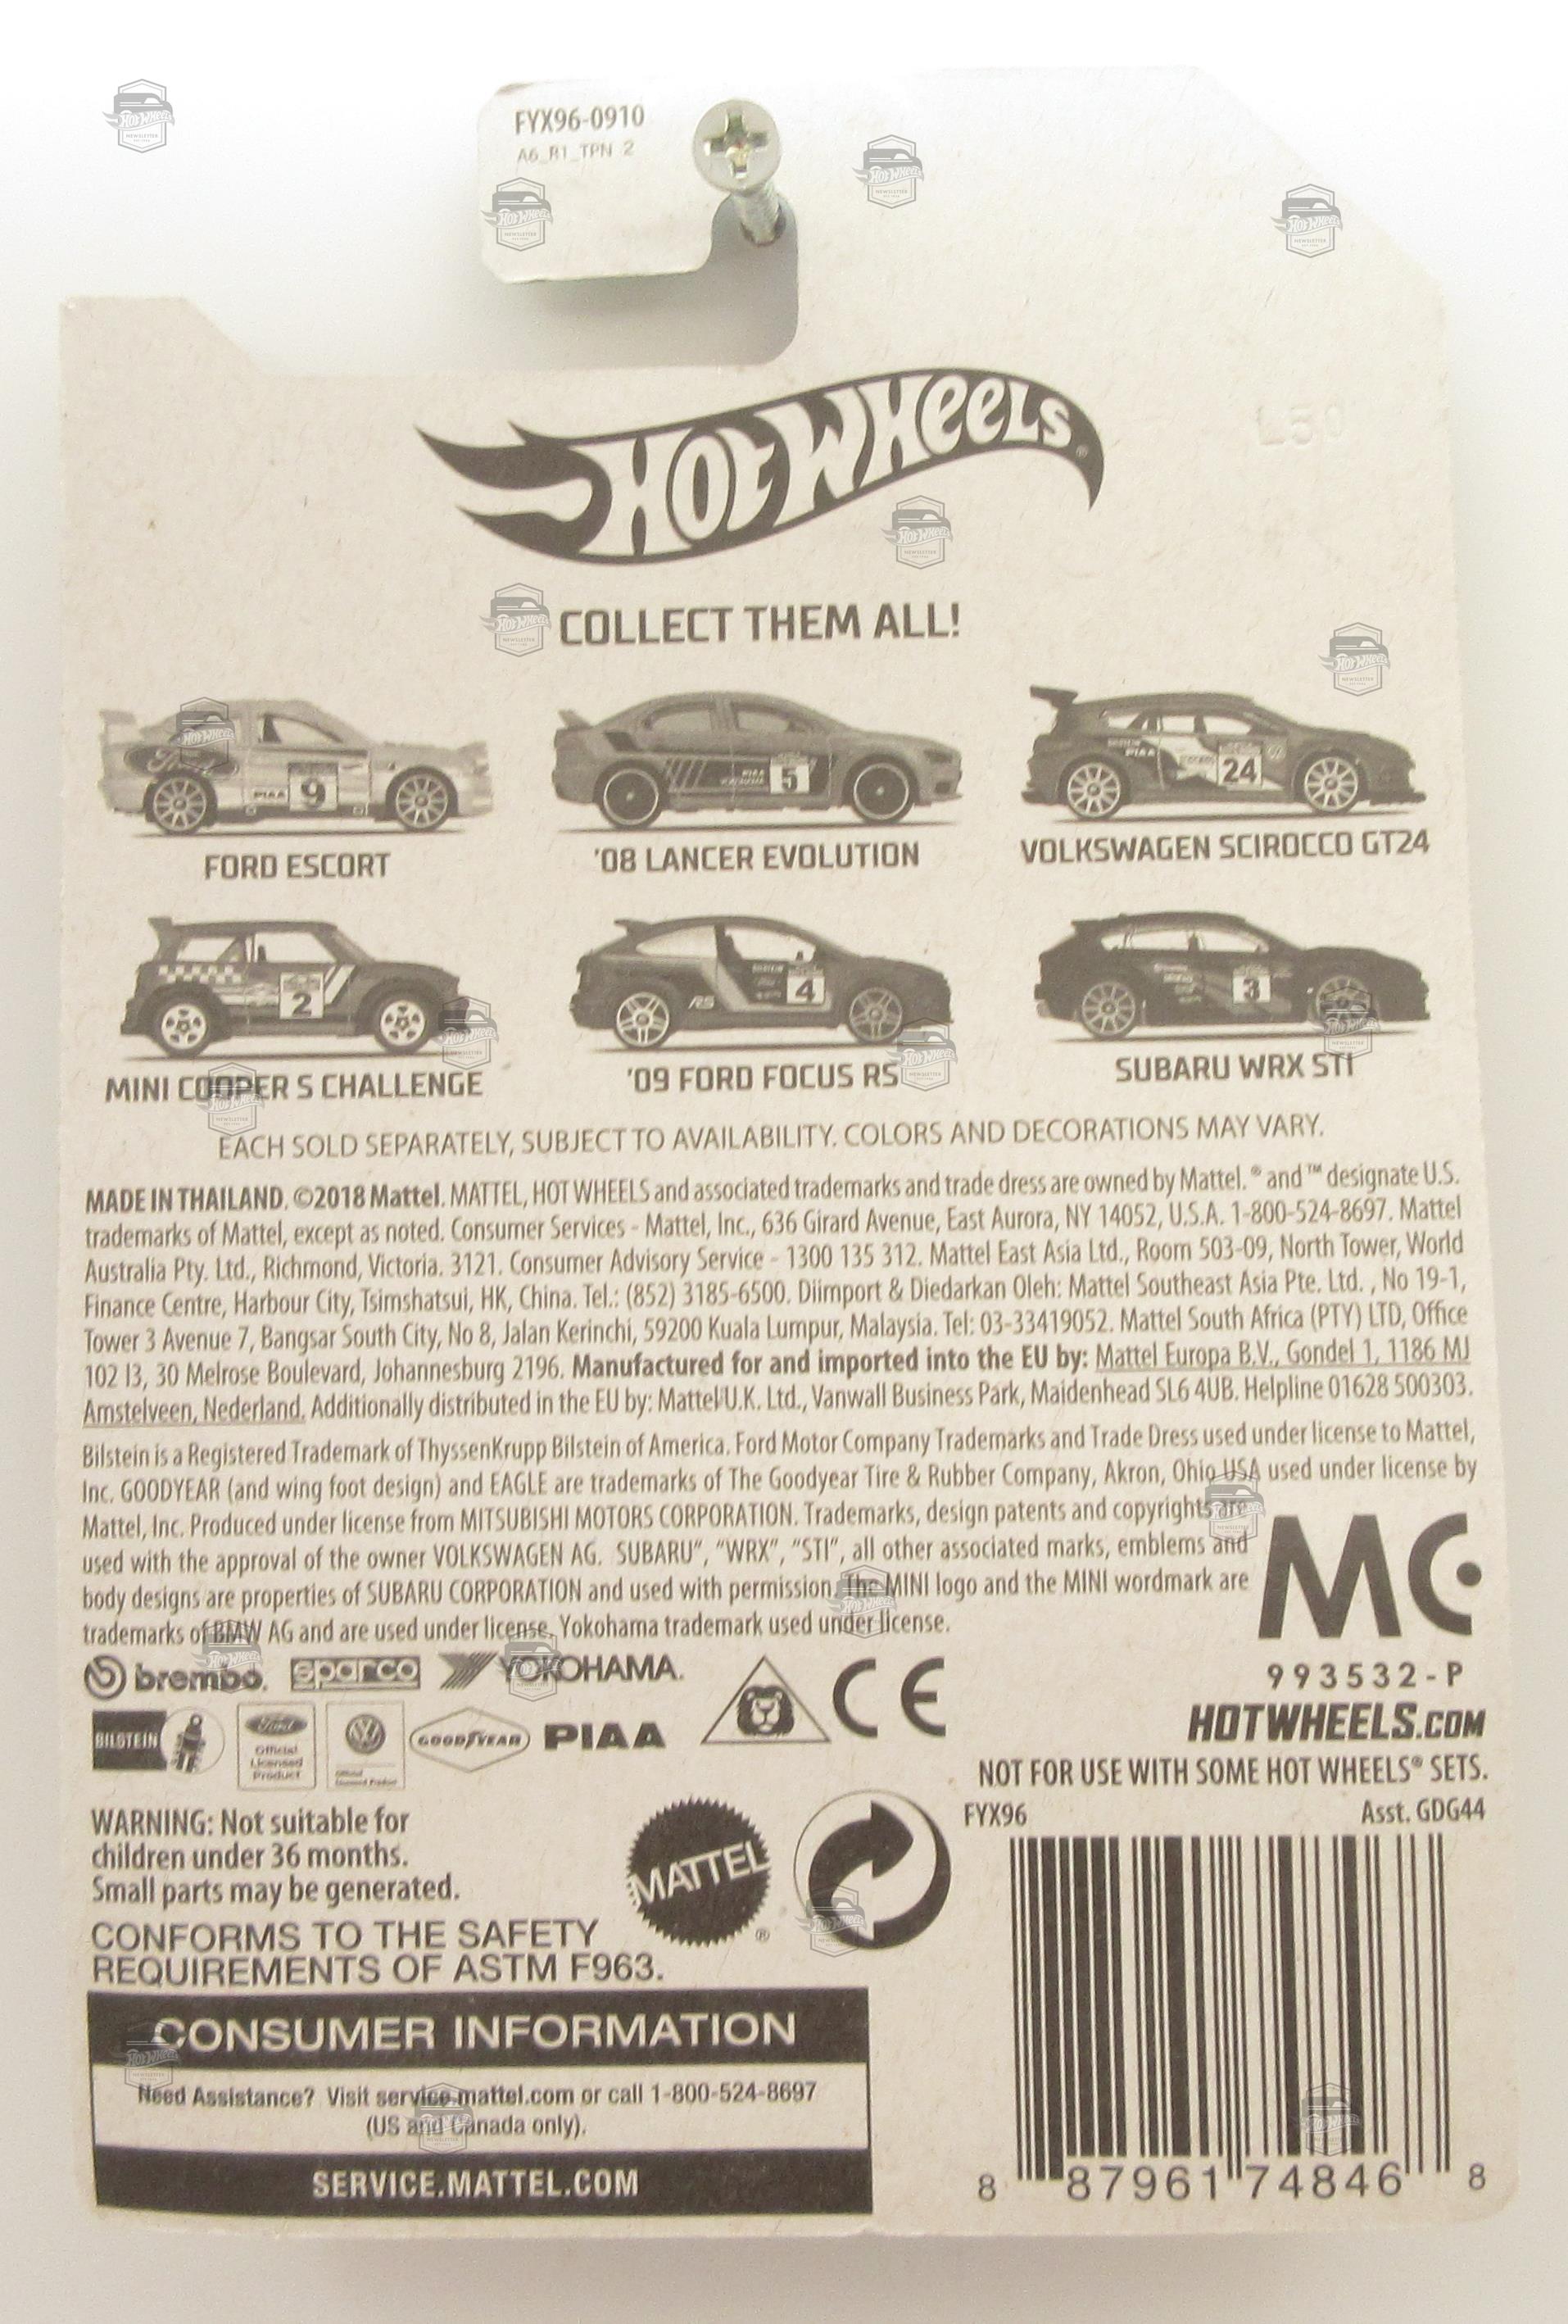 FYX96-0910
A6_B1_TPN 2
HOT WHEELS®
L50
COLLECT THEM ALL!
Ford
PIAA 9
PIAA
5
BILSTEIN
PIAA
24
FORD ESCORT
'08 LANCER EVOLUTION
VOLKSWAGEN SCIROCCO GT24
2
RS
4
3
MINI COOPER S CHALLENGE
'09 FORD FOCUS RS
SUBARU WRX STI
EACH SOLD SEPARATELY, SUBJECT TO AVAILABILITY. COLORS AND DECORATIONS MAY VARY.
MADE IN THAILAND. ©2018 Mattel. MATTEL, HOT WHEELS and associated trademarks and trade dress are owned by Mattel. ® and ™ designate U.S.
trademarks of Mattel, except as noted. Consumer Services - Mattel, Inc., 636 Girard Avenue, East Aurora, NY 14052, U.S.A. 1-800-524-8697. Mattel
Australia Pty. Ltd., Richmond, Victoria. 3121. Consumer Advisory Service - 1300 135 312. Mattel East Asia Ltd., Room 503-09, North Tower, World
Finance Centre, Harbour City, Tsimshatsui, HK, China. Tel.: (852) 3185-6500. Diimport & Diedarkan Oleh: Mattel Southeast Asia Pte. Ltd. , No 19-1,
Tower 3 Avenue 7, Bangsar South City, No 8, Jalan Kerinchi, 59200 Kuala Lumpur, Malaysia. Tel: 03-33419052. Mattel South Africa (PTY) LTD, Office
102 I3, 30 Melrose Boulevard, Johannesburg 2196. Manufactured for and imported into the EU by: Mattel Europa B.V., Gondel 1, 1186 MJ
Amstelveen, Nederland. Additionally distributed in the EU by: Mattel U.K. Ltd., Vanwall Business Park, Maidenhead SL6 4UB. Helpline 01628 500303.
Bilstein is a Registered Trademark of ThyssenKrupp Bilstein of America. Ford Motor Company Trademarks and Trade Dress used under license to Mattel,
Inc. GOODYEAR (and wing foot design) and EAGLE are trademarks of The Goodyear Tire & Rubber Company, Akron, Ohio USA used under license by
Mattel, Inc. Produced under license from MITSUBISHI MOTORS CORPORATION. Trademarks, design patents and copyrights are
used with the approval of the owner VOLKSWAGEN AG. SUBARU", "WRX", "STI", all other associated marks, emblems and
body designs are properties of SUBARU CORPORATION and used with permission. The MINI logo and the MINI wordmark are
trademarks of BMW AG and are used under license. Yokohama trademark used under license.
MC
brembo. sparco YOKOHAMA.
CE
993532-P
BILSTEIN
Ford
Official
Licensed
Product
GOODYEAR PIAA
HOTWHEELS.COM
NOT FOR USE WITH SOME HOT WHEELS® SETS.
FYX96 Asst. GDG44
WARNING: Not suitable for
children under 36 months.
Small parts may be generated.
MATTEL®
CONFORMS TO THE SAFETY
REQUIREMENTS OF ASTM F963.
CONSUMER INFORMATION
Need Assistance? Visit service.mattel.com or call 1-800-524-8697
(US and Canada only).
SERVICE.MATTEL.COM
8 87961 74846 8